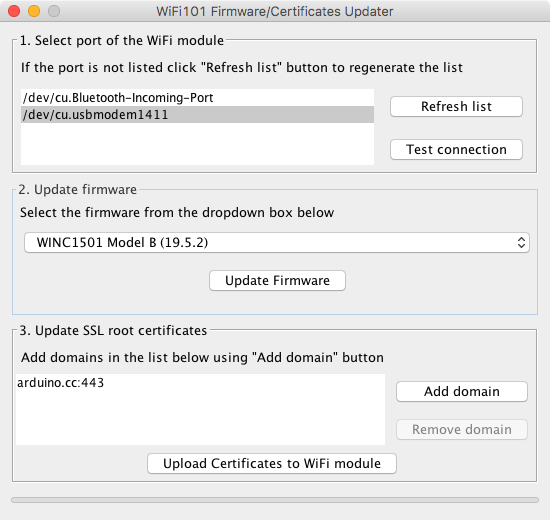 WiFi101 Firmware/Certificates Updater
1. Select port of the WiFi module
If the port is not listed click "Refresh list" button to regenerate the list
/dev/cu.Bluetooth-Incoming-Port
/dev/cu.usbmodem1411
Refresh list
Test connection
2. Update firmware
Select the firmware from the dropdown box below
WINC1501 Model B (19.5.2)
Update Firmware
3. Update SSL root certificates
Add domains in the list below using "Add domain" button
arduino.cc:443
Add domain
Remove domain
Upload Certificates to WiFi module